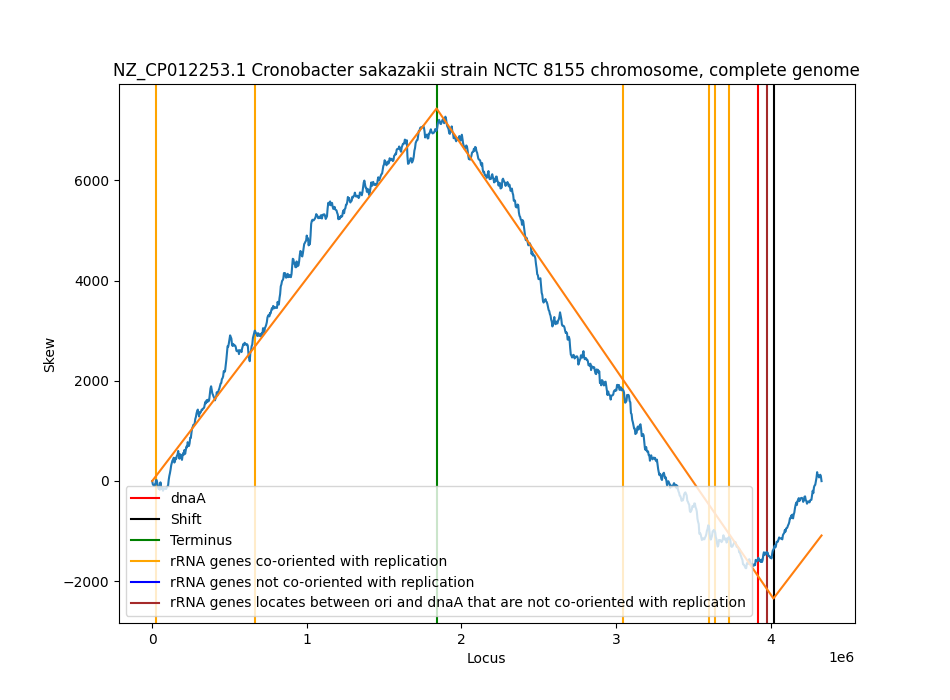 NZ_CP012253.1 Cronobacter sakazakii strain NCTC 8155 chromosome, complete genome
Skew
6000
4000
2000
0
−2000
dnaA
Shift
Terminus
rRNA genes co-oriented with replication
rRNA genes not co-oriented with replication
rRNA genes locates between ori and dnaA that are not co-oriented with replication
0 1 2 3 4
Locus
1e6